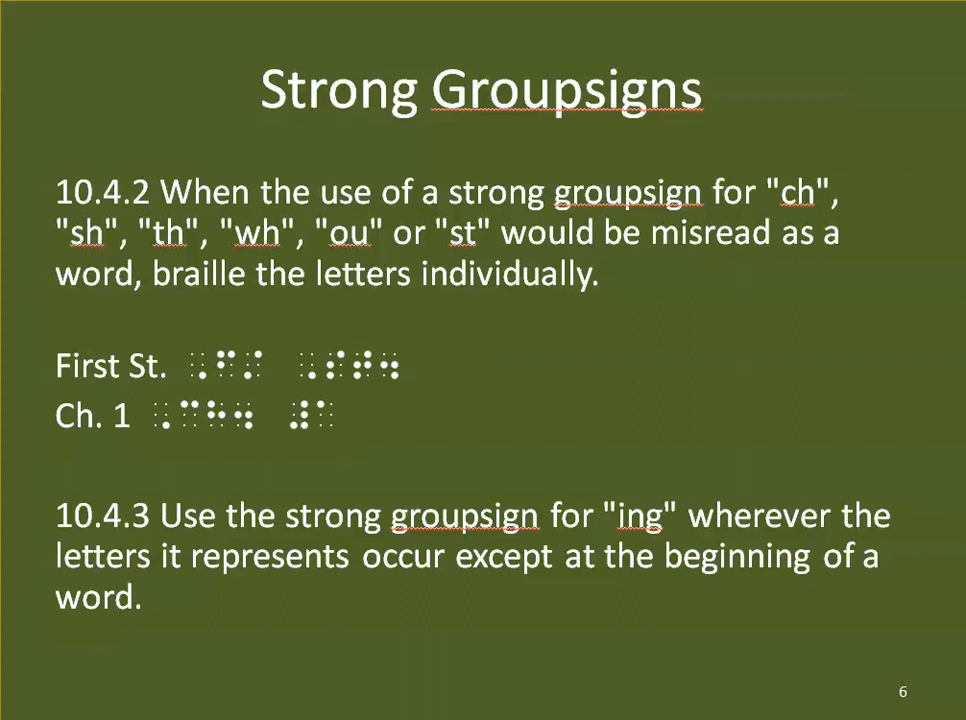 Strong Groupsigns
10.4.2 When the use of a strong groupsign for "ch",
"sh", "th", "wh", "ou" or "st" would be misread as a
word, braille the letters individually.
First St. ⠠⠋⠌ ⠠⠎⠞⠲
Ch. 1 ⠠⠉⠓⠲ ⠼⠁
10.4.3 Use the strong groupsign for "ing" wherever the
letters it represents occur except at the beginning of a
word.
6